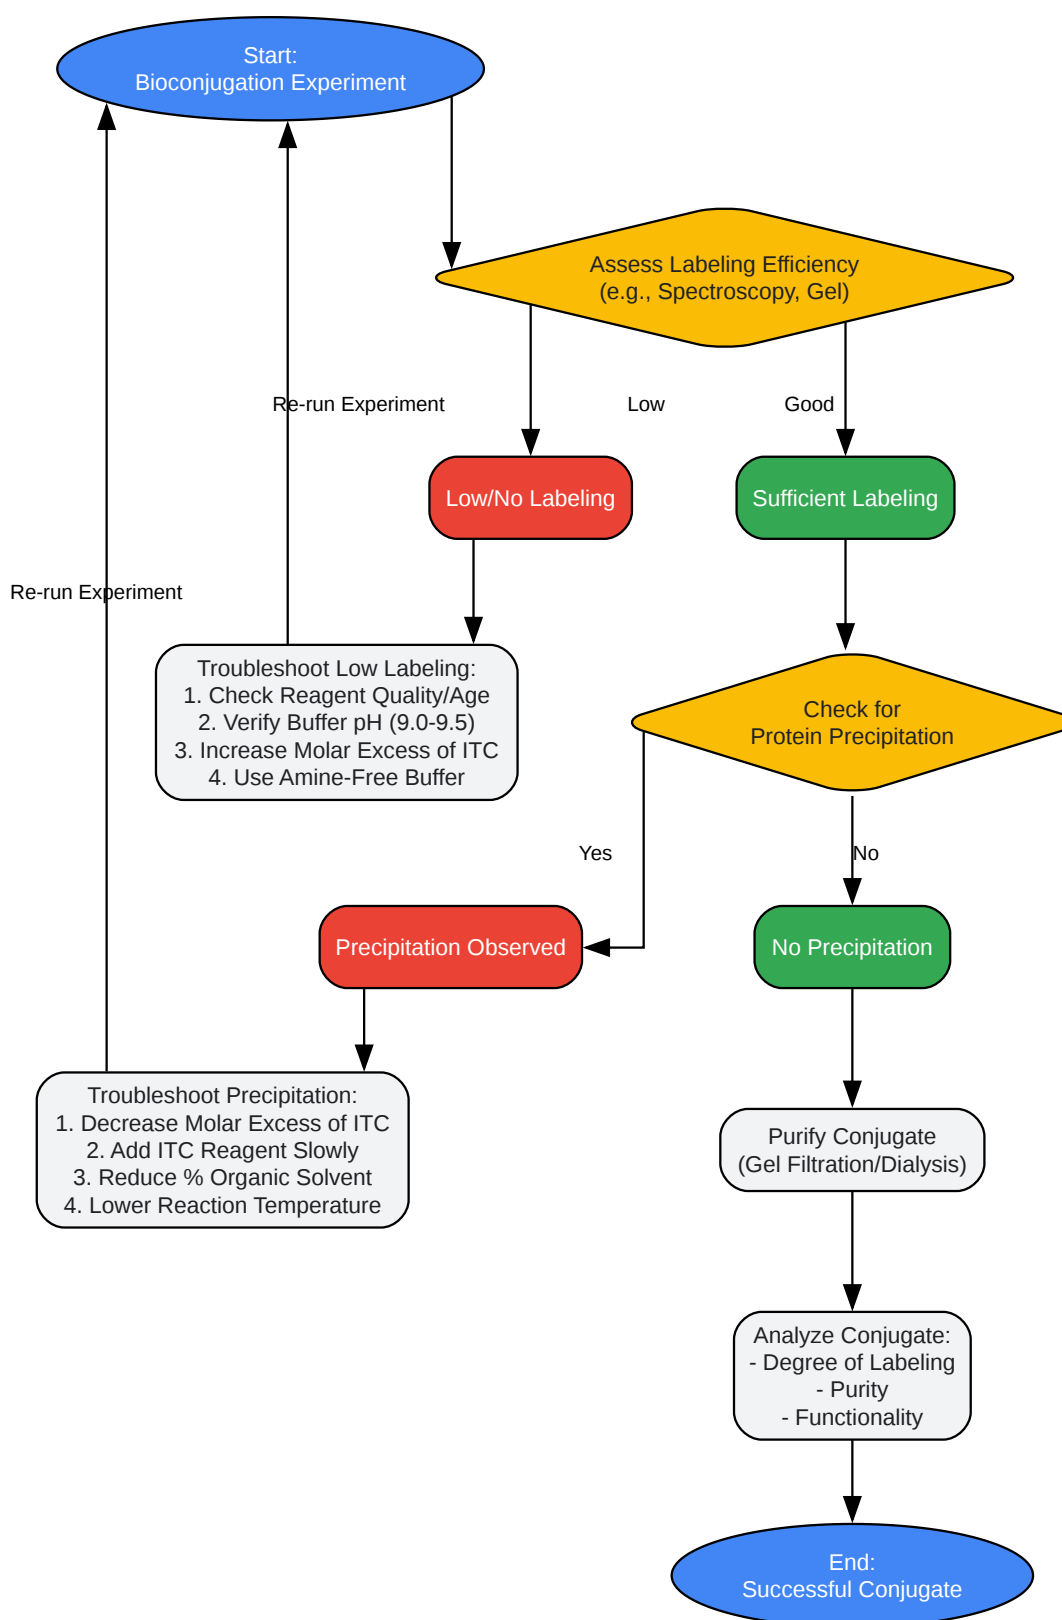 Start:
Bioconjugation Experiment
Assess Labeling Efficiency
(e.g., Spectroscopy, Gel)
Re-run Experiment
Low
Good
Low/No Labeling
Sufficient Labeling
Re-run Experiment
Troubleshoot Low Labeling:
1. Check Reagent Quality/Age
2. Verify Buffer pH (9.0-9.5)
3. Increase Molar Excess of ITC
4. Use Amine-Free Buffer
Check for
Protein Precipitation
Yes
No
Precipitation Observed
No Precipitation
Troubleshoot Precipitation:
1. Decrease Molar Excess of ITC
2. Add ITC Reagent Slowly
3. Reduce % Organic Solvent
4. Lower Reaction Temperature
Purify Conjugate
(Gel Filtration/Dialysis)
Analyze Conjugate:
- Degree of Labeling
- Purity
- Functionality
End:
Successful Conjugate